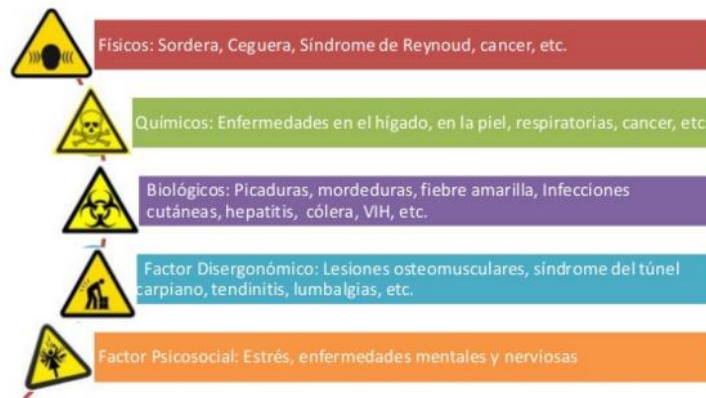 Físicos: Sordera, Ceguera, Síndrome de Reynoud, cancer, etc.
Químicos: Enfermedades en el hígado, en la piel, respiratorias, cancer, etc
Biológicos: Picaduras, mordeduras, fiebre amarilla, Infecciones
cutáneas, hepatitis, cólera, VIH, etc.
Factor Disergonómico: Lesiones osteomusculares, síndrome del túnel
carpiano, tendinitis, lumbalgias, etc.
Factor Psicosocial: Estrés, enfermedades mentales y nerviosas